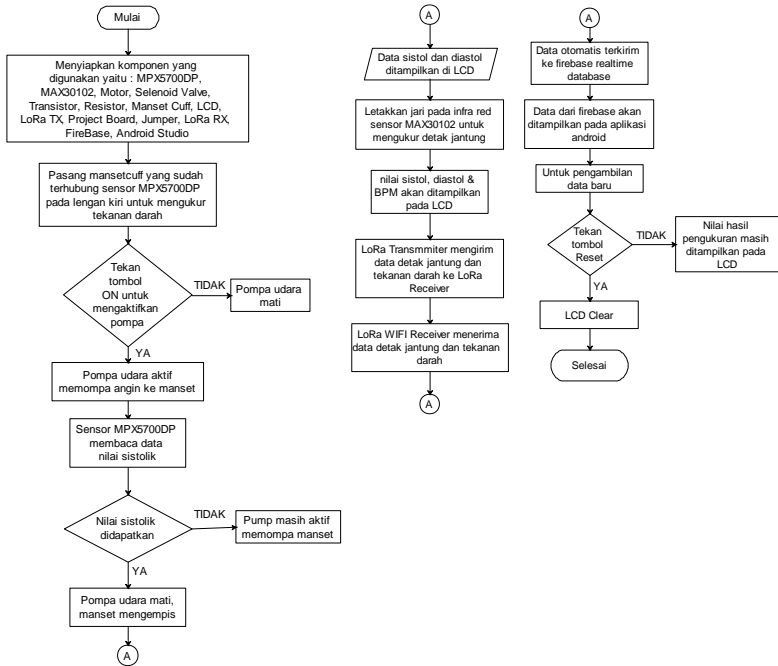 Mulai
Menyiapkan komponen yang
digunakan yaitu : MPX5700DP,
MAX30102, Motor, Selenoid Valve,
Transistor, Resistor, Manset Cuff, LCD,
LoRa TX, Project Board, Jumper, LoRa RX,
FireBase, Android Studio
Pasang mansetcuff yang sudah
terhubung sensor MPX5700DP
pada lengan kiri untuk mengukur
tekanan darah
Tekan
tombol
ON untuk
mengaktifkan
pompa
TIDAK
Pompa udara
mati
YA
Pompa udara aktif
memompa angin ke manset
Sensor MPX5700DP
membaca data
nilai sistolik
Nilai sistolik
didapatkan
TIDAK
Pump masih aktif
memompa manset
YA
Pompa udara mati,
manset mengempis
A
A
Data sistol dan diastol
ditampilkan di LCD
Letakkan jari pada infra red
sensor MAX30102 untuk
mengukur detak jantung
nilai sistol, diastol &
BPM akan ditampilkan
pada LCD
LoRa Transmmiter mengirim
data detak jantung dan
tekanan darah ke LoRa
Receiver
LoRa WIFI Receiver menerima
data detak jantung dan tekanan
darah
A
A
Data otomatis terkirim
ke firebase realtime
database
Data dari firebase akan
ditampilkan pada aplikasi
android
Untuk pengambilan
data baru
Tekan
tombol
Reset
TIDAK
Nilai hasil
pengukuran masih
ditampilkan pada
LCD
YA
LCD Clear
Selesai